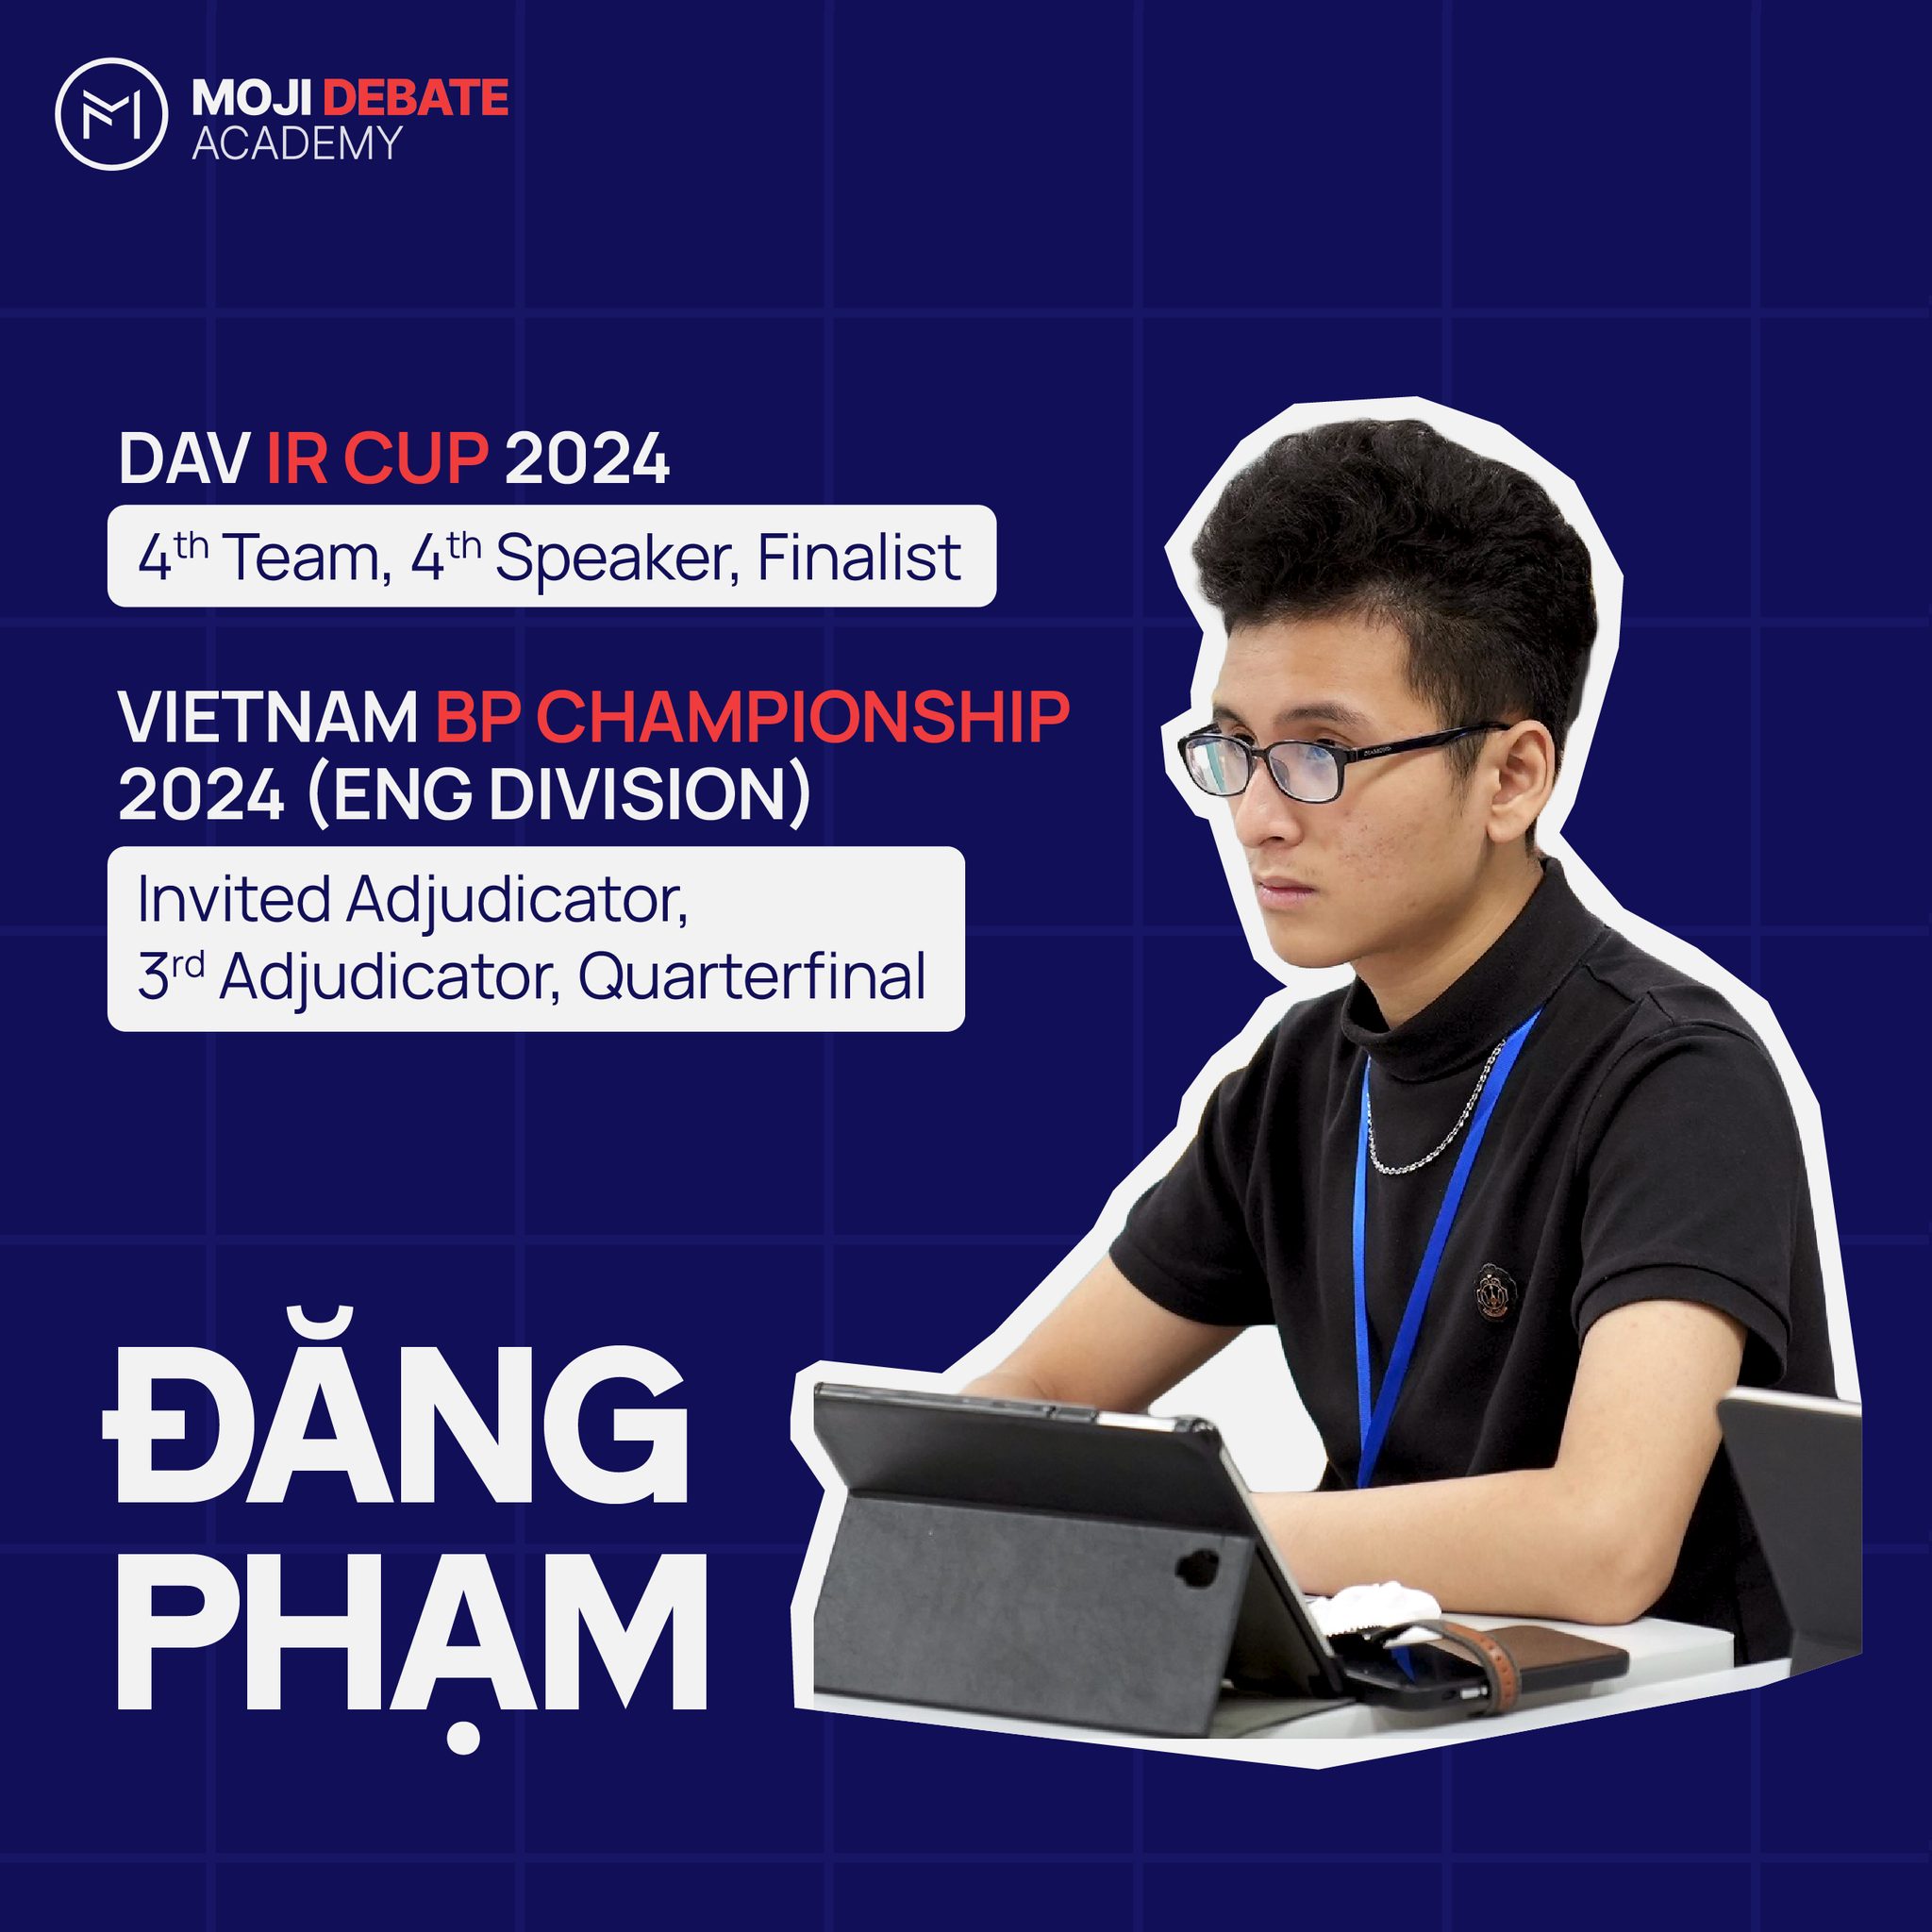 MOJI DEBATE
ACADEMY
DAV IR CUP 2024
4th Team, 4th Speaker, Finalist
VIETNAM BP CHAMPIONSHIP
2024 (ENG DIVISION)
Invited Adjudicator,
3rd Adjudicator, Quarterfinal
ĐĂNG
PHẠM